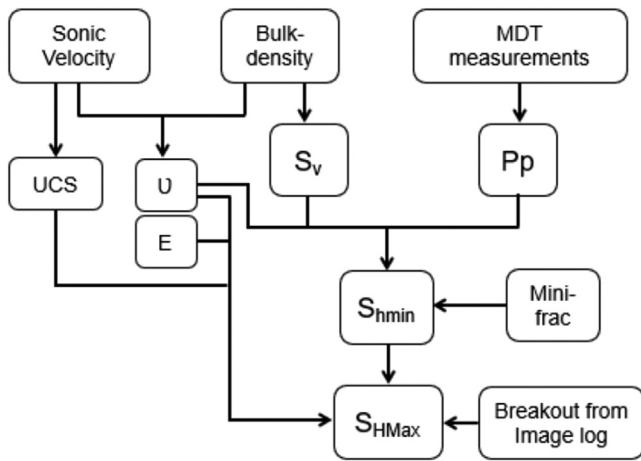 Sonic
Velocity
Bulk-
density
MDT
measurements
UCS
υ
Sv
Pp
E
Shmin
Mini-
frac
SHMax
Breakout from
Image log